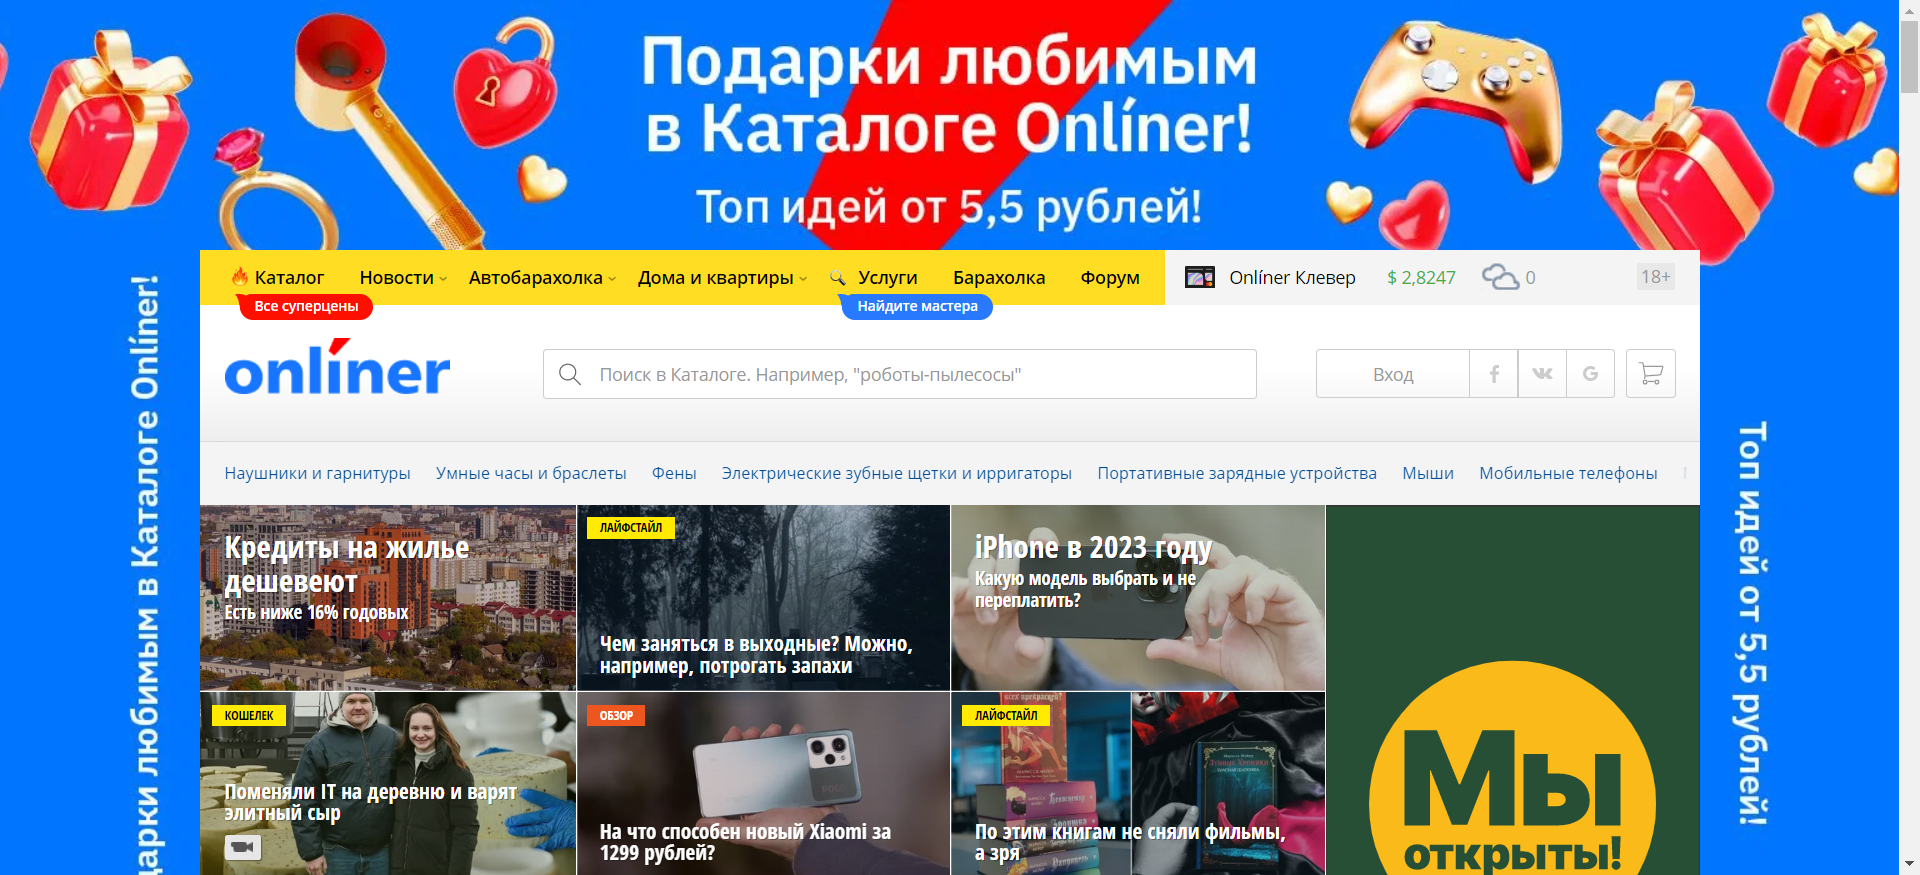 Подарки любимым
в Каталоге Onlíner!
Топ идей от 5,5 рублей!
Каталог
Новости
Автобарахолка
Дома и квартиры
Услуги
Барахолка
Форум
Onlíner Клевер
$ 2,8247
0
18+
Все суперцены
Найдите мастера
onlíner
Поиск в Каталоге. Например, "роботы-пылесосы"
Вход
Наушники и гарнитуры
Умные часы и браслеты
Фены
Электрические зубные щетки и ирригаторы
Портативные зарядные устройства
Мыши
Мобильные телефоны
Кредиты на жилье
дешевеют
Есть ниже 16% годовых
ЛАЙФСТАЙЛ
Чем заняться в выходные? Можно,
например, потрогать запахи
iPhone в 2023 году
Какую модель выбрать и не
переплатить?
КОШЕЛЕК
Поменяли IT на деревню и варят
элитный сыр
ОБЗОР
POCO
На что способен новый Xiaomi за
1299 рублей?
ЛАЙФСТАЙЛ
По этим книгам не сняли фильмы,
а зря
Мы
открыты!
дарки любимым в Каталоге Onlíner!
Топ идей от 5,5 рублей!